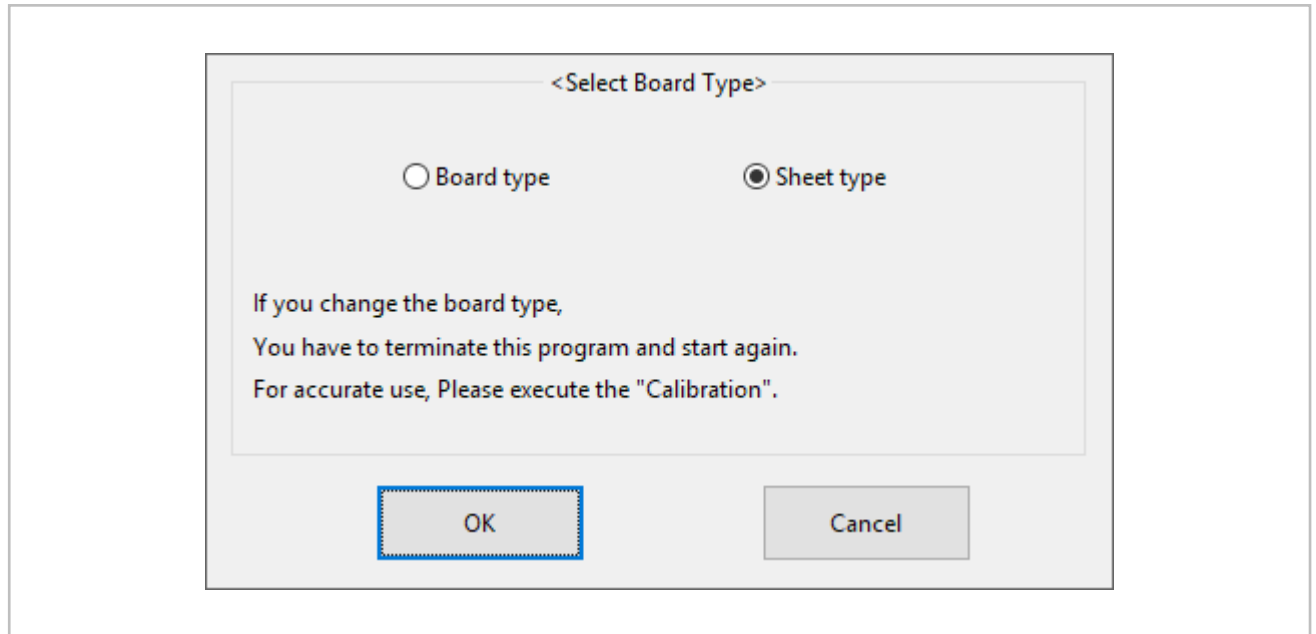 <Select Board Type>
Board type
Sheet type
If you change the board type,
You have to terminate this program and start again.
For accurate use, Please execute the "Calibration".
OK
Cancel